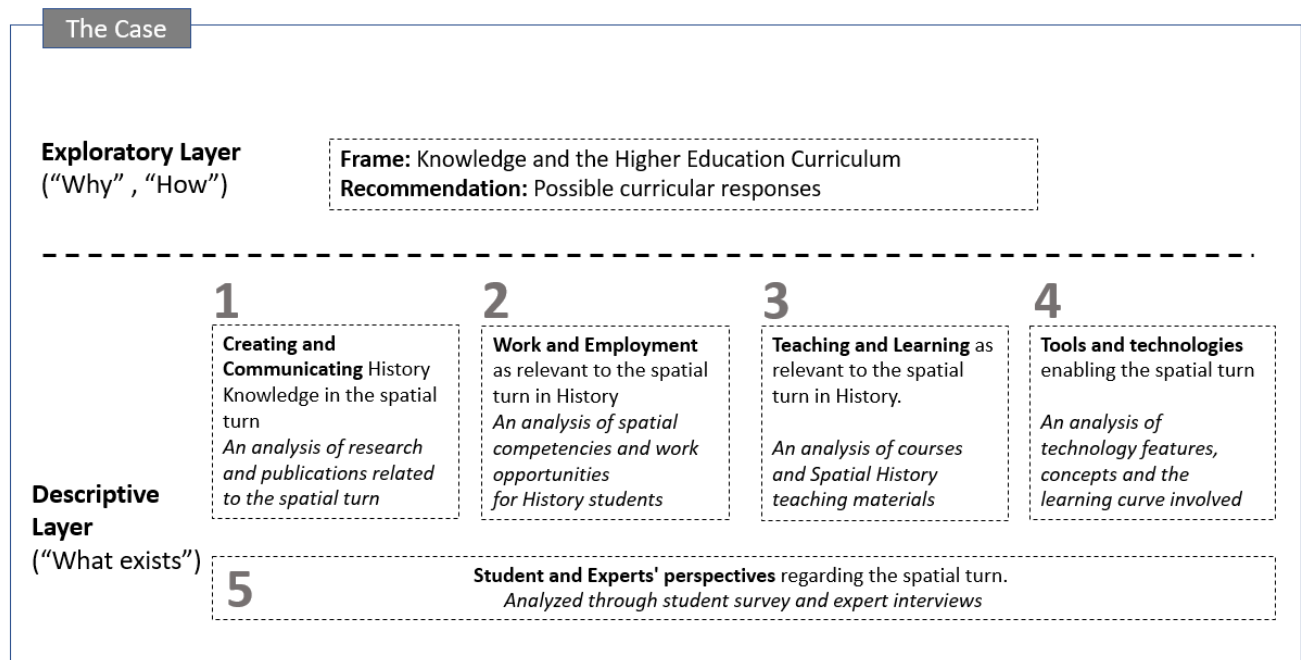 The Case
Exploratory Layer
("Why" , "How")
Frame: Knowledge and the Higher Education Curriculum
Recommendation: Possible curricular responses
1
Creating and
Communicating History
Knowledge in the spatial
turn
An analysis of research
and publications related
to the spatial turn
2
Work and Employment
as relevant to the spatial
turn in History
An analysis of spatial
competencies and work
opportunities
for History students
3
Teaching and Learning as
relevant to the spatial
turn in History.
An analysis of courses
and Spatial History
teaching materials
4
Tools and technologies
enabling the spatial turn
An analysis of
technology features,
concepts and the
learning curve involved
Descriptive
Layer
("What exists")
5
Student and Experts' perspectives regarding the spatial turn.
Analyzed through student survey and expert interviews